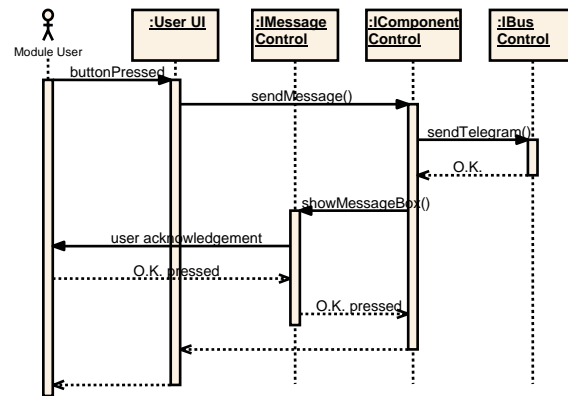 :User UI
:IMessage
Control
:IComponent
Control
:IBus
Control
Module User
buttonPressed
sendMessage()
sendTelegram()
O.K.
showMessageBox()
user acknowledgement
O.K. pressed
O.K. pressed